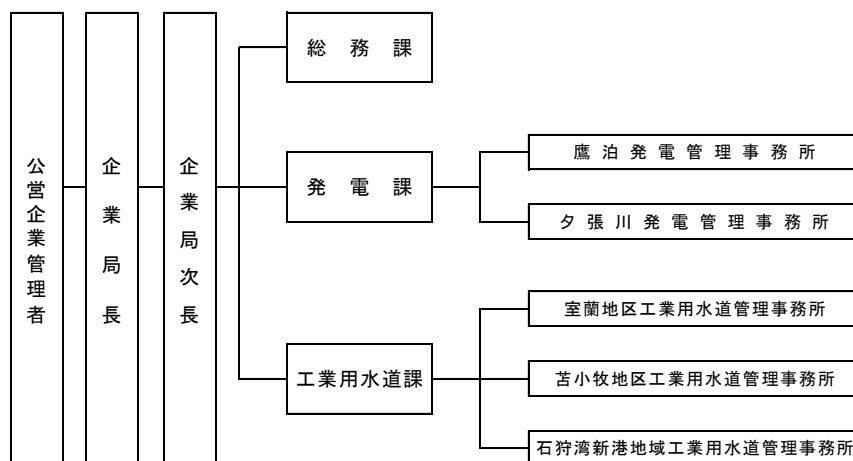 公営企業管理者
企業局長
企業局次長
総務課
発電課
鷹泊発電管理事務所
夕張川発電管理事務所
工業用水道課
室蘭地区工業用水道管理事務所
苫小牧地区工業用水道管理事務所
石狩湾新港地域工業用水道管理事務所